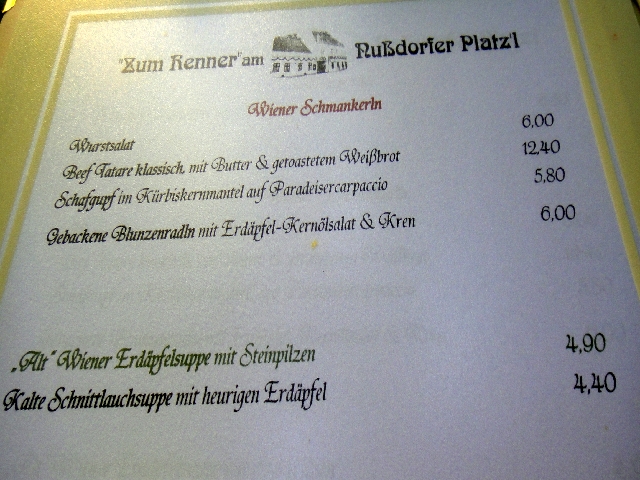 "Zum Renner" am Nußdorfer Platz'l
Wiener Schmankerln
Wurstsalat 6,00
Beef Tatare klassisch, mit Butter & getoastetem Weißbrot 12,40
Schafgupf im Kürbiskernmantel auf Paradeisercarpaccio 5,80
Gebackene Blunzenradln mit Erdäpfel-Kernölsalat & Kren 6,00
„Alt" Wiener Erdäpfelsuppe mit Steinpilzen 4,90
Kalte Schnittlauchsuppe mit heurigen Erdäpfel 4,40